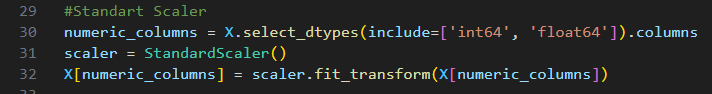 29 #Standart Scaler
30 numeric_columns = X.select_dtypes(include=['int64', 'float64']).columns
31 scaler = StandardScaler()
32 X[numeric_columns] = scaler.fit_transform(X[numeric_columns])